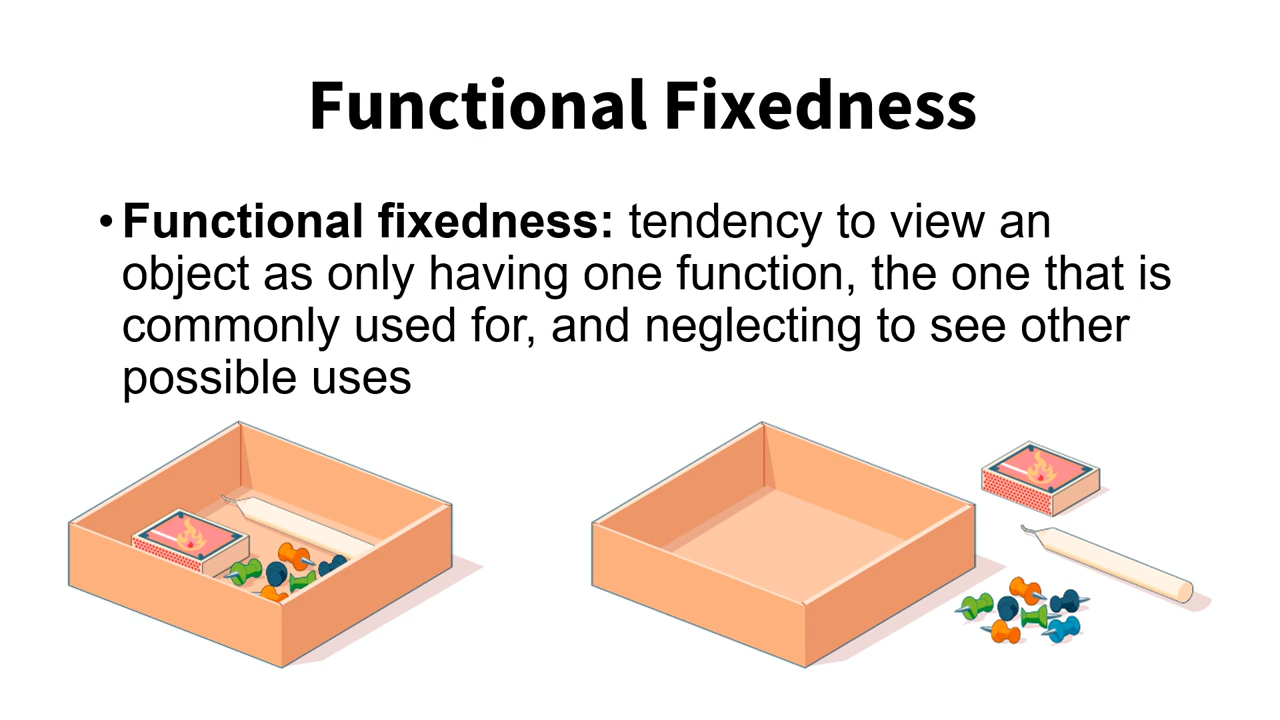 Functional Fixedness
• Functional fixedness: tendency to view an
object as only having one function, the one that is
commonly used for, and neglecting to see other
possible uses